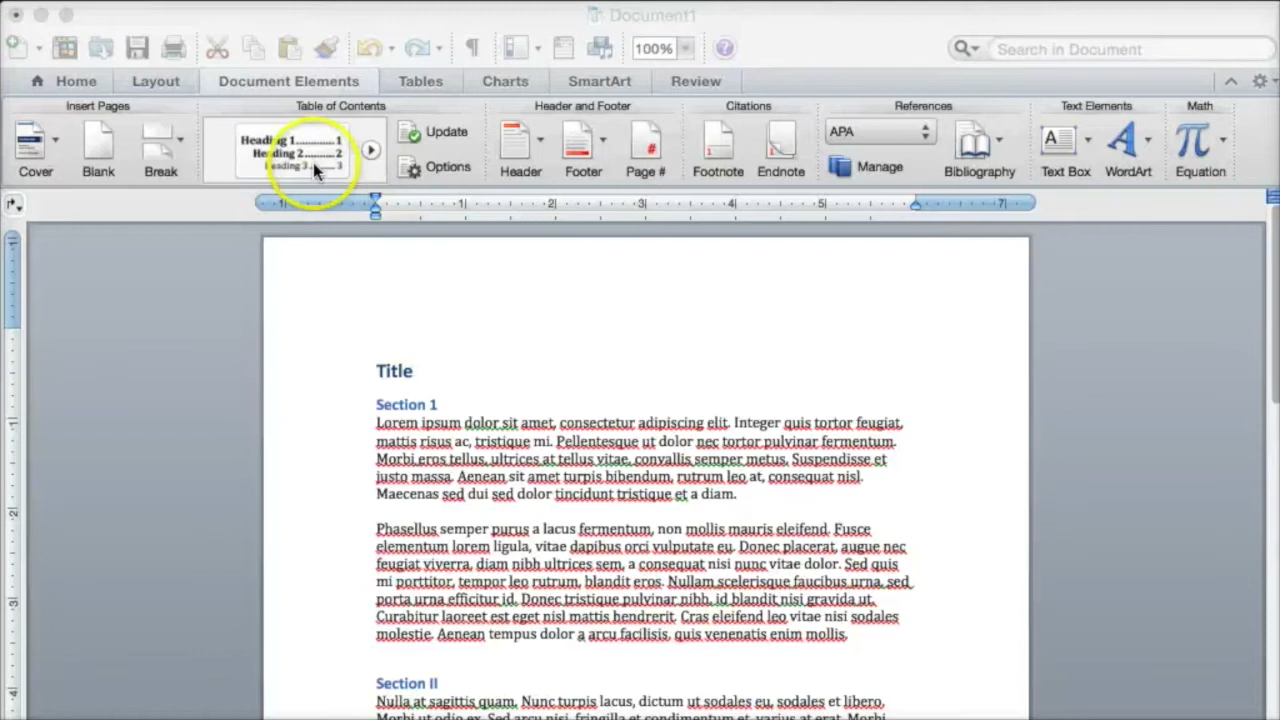 Document1
100%
Search in Document
Home Layout Document Elements Tables Charts SmartArt Review
Insert Pages Table of Contents Header and Footer Citations References Text Elements Math
Heading 1............1
Heading 2..........2
Heading 3........3
Update
Options
APA
Manage
Cover Blank Break Header Footer Page # Footnote Endnote Bibliography Text Box WordArt Equation
1 1 2 3 4 5 7
Title
Section 1
Lorem ipsum dolor sit amet, consectetur adipiscing elit. Integer quis tortor feugiat,
mattis risus ac, tristique mi. Pellentesque ut dolor nec tortor pulvinar fermentum.
Morbi eros tellus, ultrices at tellus vitae, convallis semper metus. Suspendisse et
justo massa. Aenean sit amet turpis bibendum, rutrum leo at, consequat nisl.
Maecenas sed dui sed dolor tincidunt tristique et a diam.
Phasellus semper purus a lacus fermentum, non mollis mauris eleifend. Fusce
elementum lorem ligula, vitae dapibus orci vulputate eu. Donec placerat, augue nec
feugiat viverra, diam nibh ultrices sem, a consequat nisi nunc vitae dolor. Sed quis
mi porttitor, tempor leo rutrum, blandit eros. Nullam scelerisque faucibus urna, sed
porta urna efficitur id. Donec tristique pulvinar nibh, id blandit nisi gravida ut.
Curabitur laoreet est eget nisl mattis hendrerit. Cras eleifend leo vitae nisi sodales
molestie. Aenean tempus dolor a arcu facilisis, quis venenatis enim mollis.
Section II
Nulla at sagittis quam. Nunc turpis lacus, dictum ut sodales eu, sodales et libero.
Morbi ut odio ex. Sed arcu nisi, fringilla et condimentum et, varius at erat. Morbi